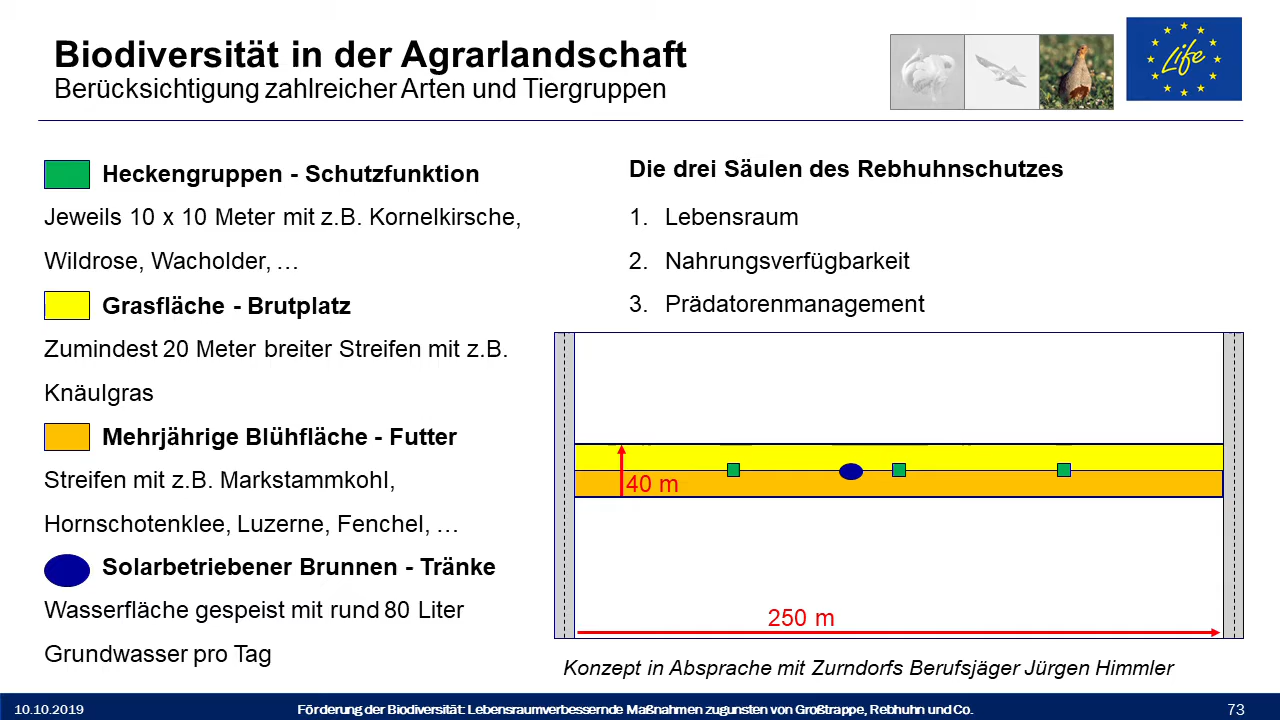 Biodiversität in der Agrarlandschaft
Berücksichtigung zahlreicher Arten und Tiergruppen
Life
Heckengruppen - Schutzfunktion
Jeweils 10 x 10 Meter mit z.B. Kornelkirsche,
Wildrose, Wacholder, …
Grasfläche - Brutplatz
Zumindest 20 Meter breiter Streifen mit z.B.
Knäulgras
Mehrjährige Blühfläche - Futter
Streifen mit z.B. Markstammkohl,
Hornschotenklee, Luzerne, Fenchel, …
Solarbetriebener Brunnen - Tränke
Wasserfläche gespeist mit rund 80 Liter
Grundwasser pro Tag
Die drei Säulen des Rebhuhnschutzes
1. Lebensraum
2. Nahrungsverfügbarkeit
3. Prädatorenmanagement
40 m
250 m
Konzept in Absprache mit Zurndorfs Berufsjäger Jürgen Himmler
10.10.2019
Förderung der Biodiversität: Lebensraumverbessernde Maßnahmen zugunsten von Großtrappe, Rebhuhn und Co.
73